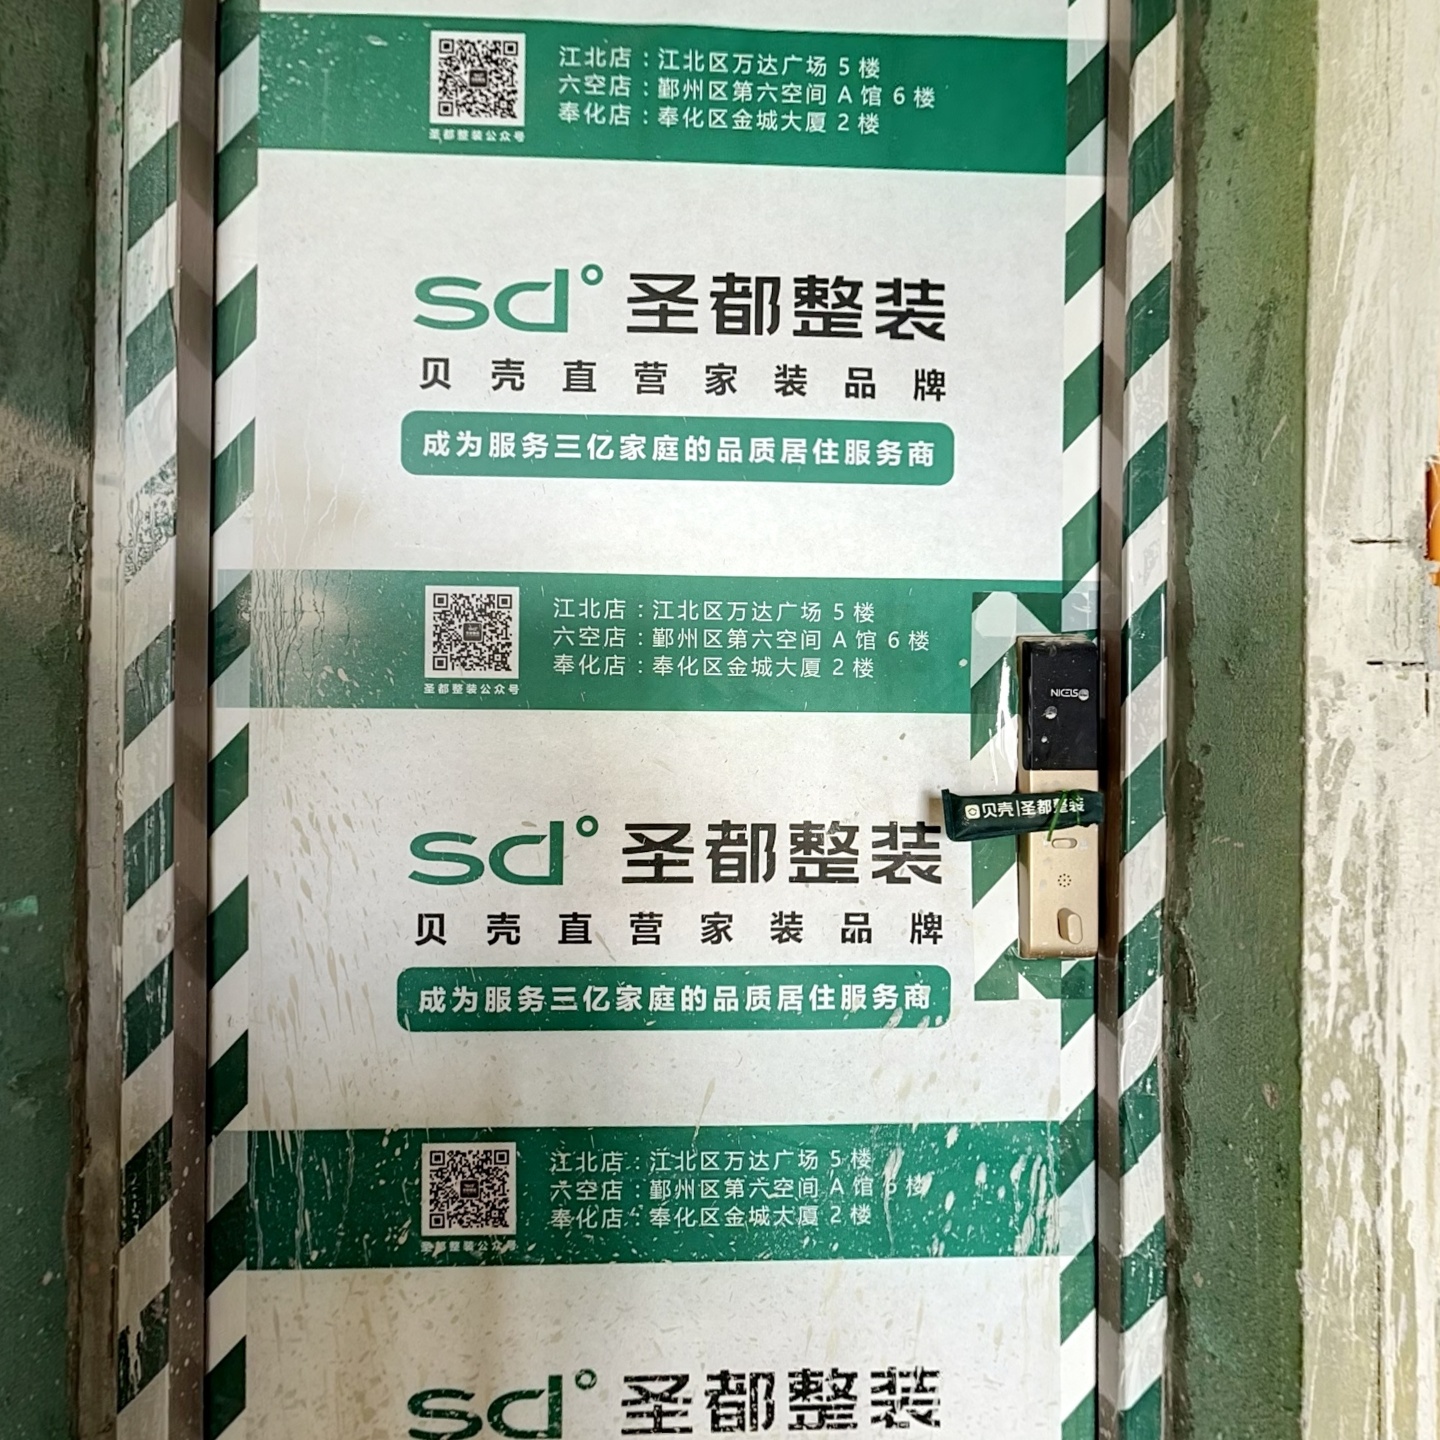 江北店：江北区万达广场 5 楼
六空店：鄞州区第六空间 A 馆 6 楼
奉化店：奉化区金城大厦 2 楼
圣都整装公众号
sd° 圣都整装
贝壳直营家装品牌
成为服务三亿家庭的品质居住服务商
江北店：江北区万达广场 5 楼
六空店：鄞州区第六空间 A 馆 6 楼
奉化店：奉化区金城大厦 2 楼
圣都整装公众号
贝壳|圣都整装
sd° 圣都整装
贝壳直营家装品牌
成为服务三亿家庭的品质居住服务商
江北店：江北区万达广场 5 楼
六空店：鄞州区第六空间 A 馆 6 楼
奉化店：奉化区金城大厦 2 楼
圣都整装公众号
sd° 圣都整装